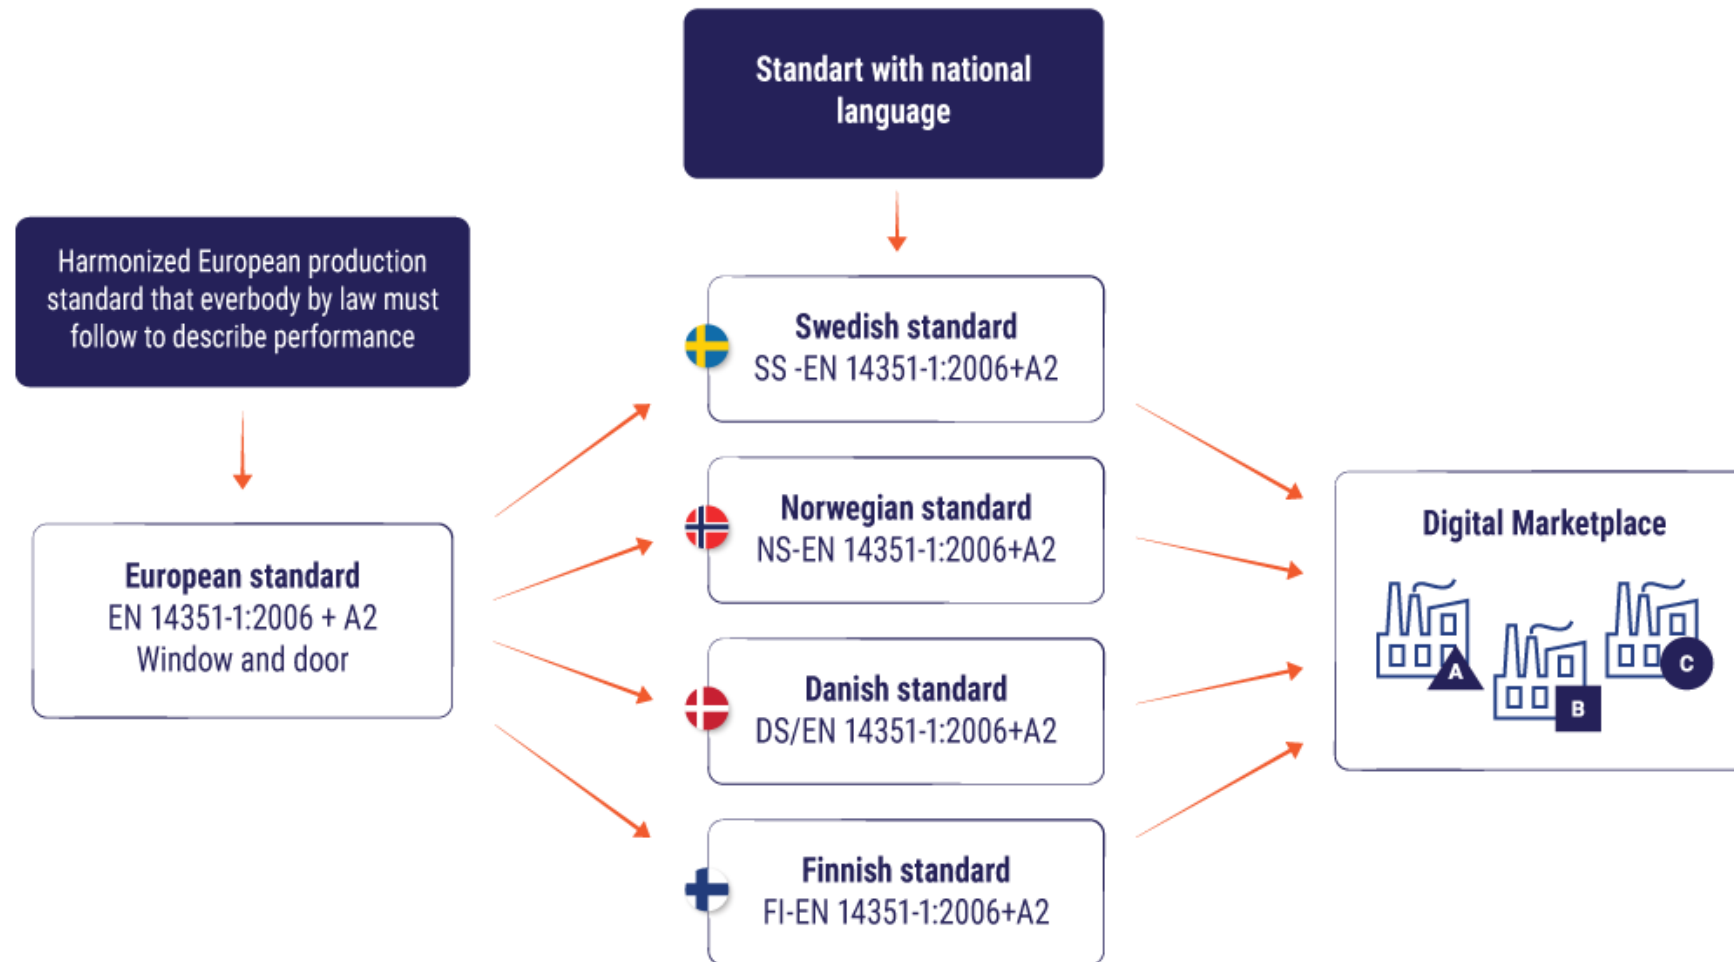 Standart with national
language
Harmonized European production
standard that everbody by law must
follow to describe performance
European standard
EN 14351-1:2006 + A2
Window and door
Swedish standard
SS -EN 14351-1:2006+A2
Norwegian standard
NS-EN 14351-1:2006+A2
Danish standard
DS/EN 14351-1:2006+A2
Finnish standard
FI-EN 14351-1:2006+A2
Digital Marketplace
A
B
C